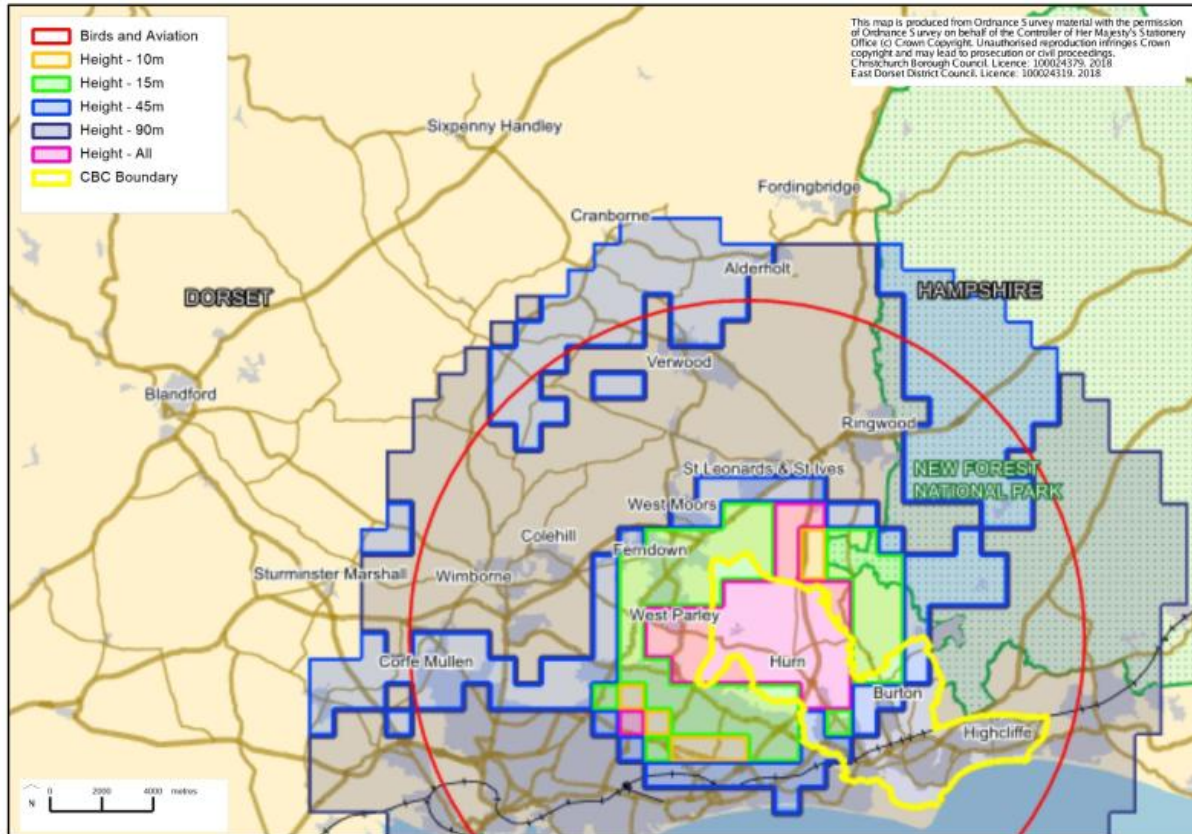 Birds and Aviation
Height - 10m
Height - 15m
Height - 45m
Height - 90m
Height - All
CBC Boundary
This map is produced from Ordnance Survey material with the permission
of Ordnance Survey on behalf of the Controller of Her Majesty's Stationery
Office (c) Crown Copyright. Unauthorised reproduction infringes Crown
copyright and may lead to prosecution or civil proceedings.
Christchurch Borough Council. Licence: 100024379. 2018
East Dorset District Council. Licence: 100024319. 2018
Sixpenny Handley
Fordingbridge
Cranborne
Alderholt
DORSET
HAMPSHIRE
Verwood
Blandford
Ringwood
St Leonards & St Ives
NEW FOREST
NATIONAL PARK
West Moors
Colehill
Ferndown
Sturminster Marshall
Wimborne
West Parley
Corfe Mullen
Hurn
Burton
Highcliffe
0 2000 4000 metres
N